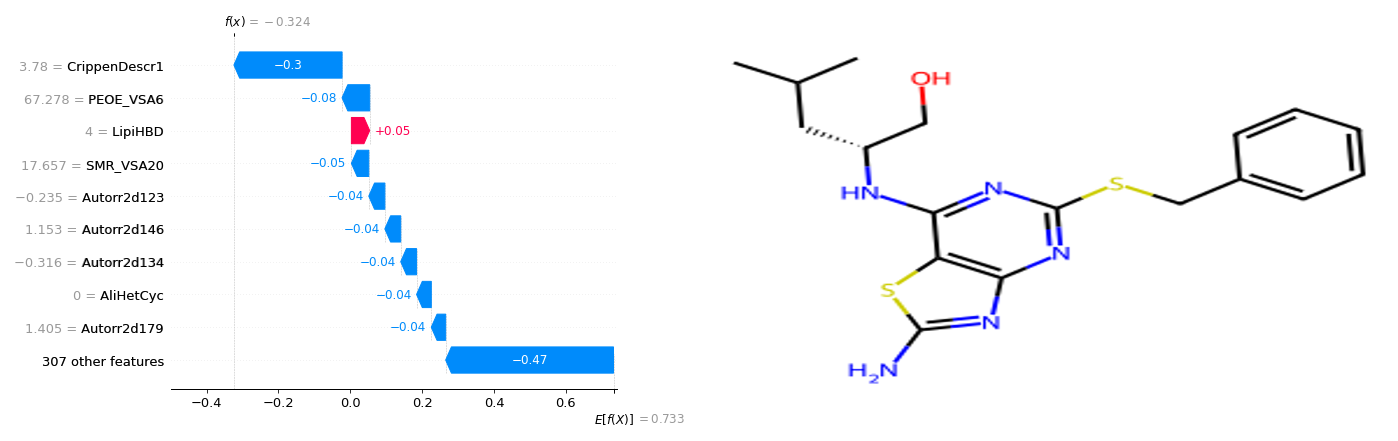 f(x) = −0.324
3.78 = CrippenDescr1
−0.3
67.278 = PEOE_VSA6
−0.08
4 = LipiHBD
+0.05
17.657 = SMR_VSA20
−0.05
−0.235 = Autorr2d123
−0.04
1.153 = Autorr2d146
−0.04
−0.316 = Autorr2d134
−0.04
0 = AliHetCyc
−0.04
1.405 = Autorr2d179
−0.04
307 other features
−0.47
−0.4 −0.2 0.0 0.2 0.4 0.6
E[f(X)] = 0.733
OH
HN
N
S
N
S
N
H2N